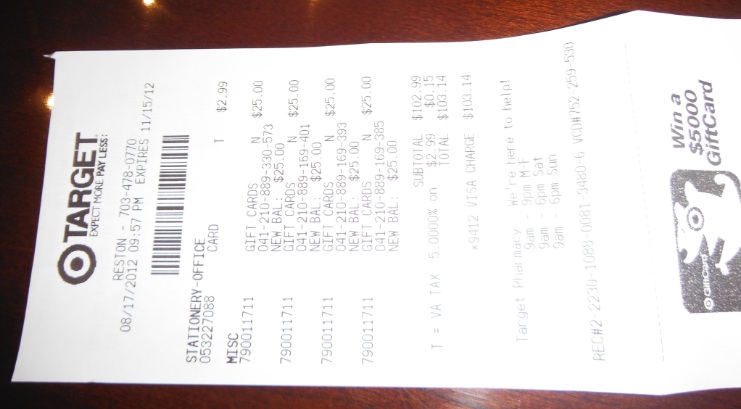 TARGET
EXPECT MORE. PAY LESS.
RESTON - 703-478-0770
08/17/2012 09:57 PM EXPIRES 11/15/12
STATIONERY-OFFICE
053227088 CARD T $2.99
MISC
790011711 GIFT CARDS N $25.00
041-210-889-330-573
NEW BAL: $25.00
790011711 GIFT CARDS N $25.00
041-210-889-169-401
NEW BAL: $25.00
790011711 GIFT CARDS N $25.00
041-210-889-169-393
NEW BAL: $25.00
790011711 GIFT CARDS N $25.00
041-210-889-169-385
NEW BAL: $25.00
SUBTOTAL $102.99
T = VA TAX 5.0000% on $2.99 $0.15
TOTAL $103.14
*9412 VISA CHARGE $103.14
Target Pharmacy We're here to help!
9am - 9pm M-F
9am - 6pm Sat
9am - 6pm Sun
REC#2-2230-1088-0081-3480-6 VCD#752-259-530
Win a
$5000
GiftCard
GiftCard